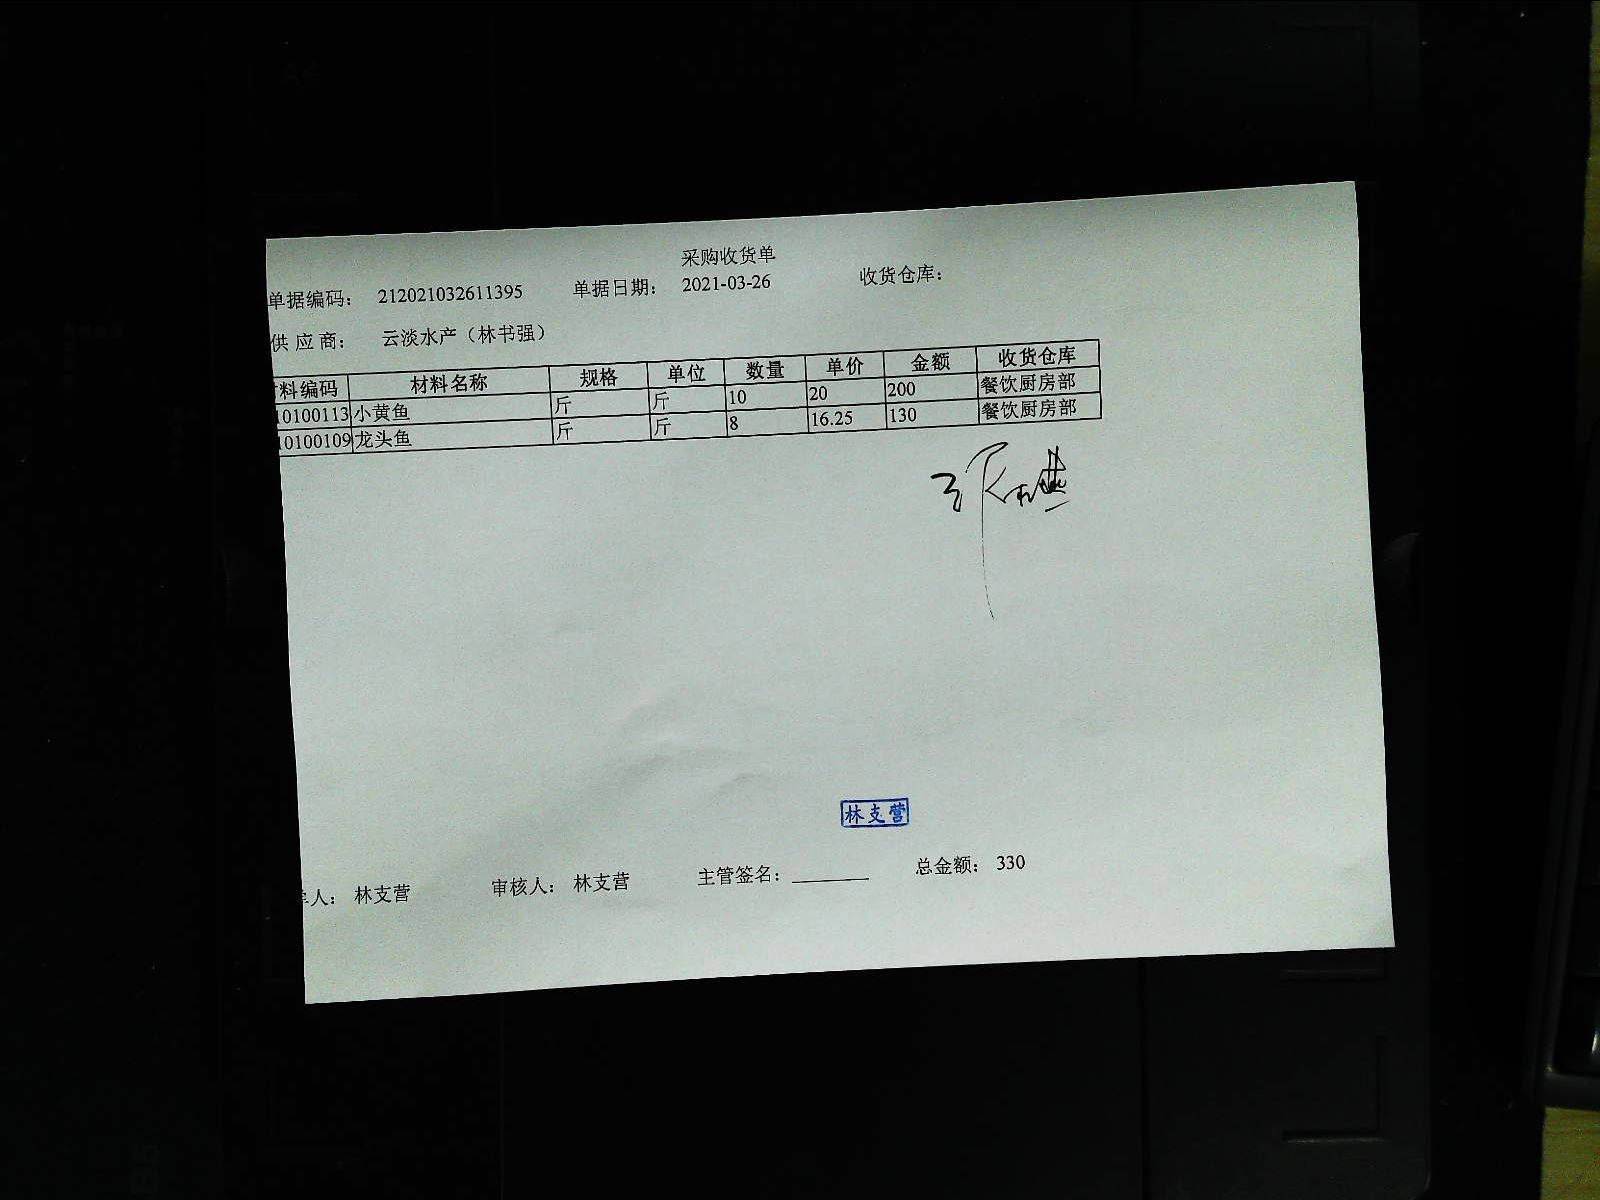 采购收货单
单据编码： 212021032611395 单据日期： 2021-03-26 收货仓库：
供 应 商： 云淡水产（林书强）
料编码 材料名称 规格 单位 数量 单价 金额 收货仓库
10100113 小黄鱼 斤 斤 10 20 200 餐饮厨房部
10100109 龙头鱼 斤 斤 8 16.25 130 餐饮厨房部
林支营
人： 林支营 审核人： 林支营 主管签名：________ 总金额： 330